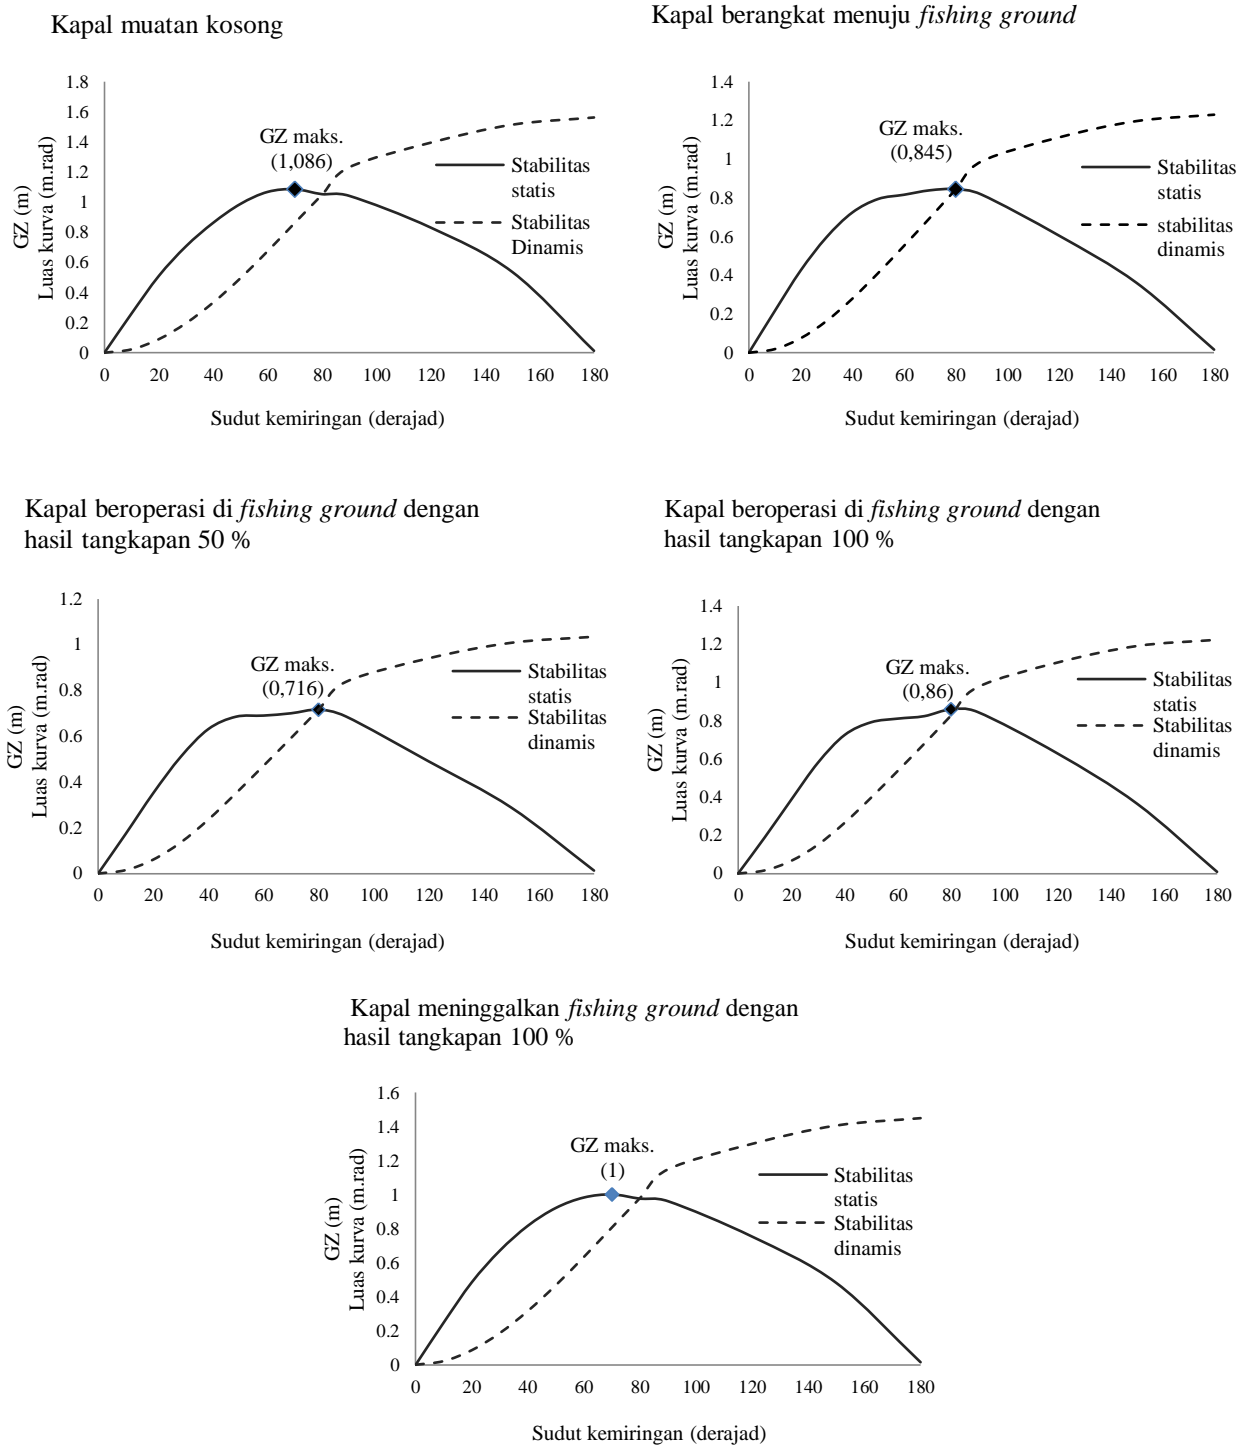 Kapal muatan kosong
1.8
1.6
1.4
1.2
1
0.8
0.6
0.4
0.2
0
GZ (m)
Luas kurva (m.rad)
GZ maks.
(1,086)
Stabilitas
statis
Stabilitas
Dinamis
0 20 40 60 80 100 120 140 160 180
Sudut kemiringan (derajad)
Kapal berangkat menuju fishing ground
1.4
1.2
1
0.8
0.6
0.4
0.2
0
GZ (m)
Luas kurva (m.rad)
GZ maks.
(0,845)
Stabilitas
statis
stabilitas
dinamis
0 20 40 60 80 100 120 140 160 180
Sudut kemiringan (derajad)
Kapal beroperasi di fishing ground dengan
hasil tangkapan 50 %
1.2
1
0.8
0.6
0.4
0.2
0
GZ (m)
Luas kurva (m.rad)
GZ maks.
(0,716)
Stabilitas
statis
Stabilitas
dinamis
0 20 40 60 80 100 120 140 160 180
Sudut kemiringan (derajad)
Kapal beroperasi di fishing ground dengan
hasil tangkapan 100 %
1.4
1.2
1
0.8
0.6
0.4
0.2
0
GZ (m)
Luas kurva (m.rad)
GZ maks.
(0,86)
Stabilitas
statis
Stabilitas
dinamis
0 20 40 60 80 100 120 140 160 180
Sudut kemiringan (derajad)
Kapal meninggalkan fishing ground dengan
hasil tangkapan 100 %
1.6
1.4
1.2
1
0.8
0.6
0.4
0.2
0
GZ (m)
Luas kurva (m.rad)
GZ maks.
(1)
Stabilitas
statis
Stabilitas
dinamis
0 20 40 60 80 100 120 140 160 180
Sudut kemiringan (derajad)